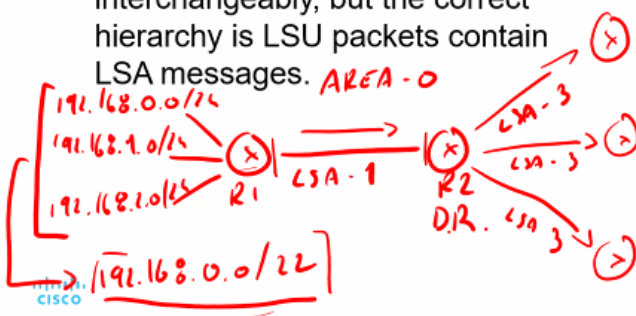 interchangeably, but the correct
hierarchy is LSU packets contain
LSA messages. AREA - 0
192.168.0.0/24
192.168.1.0/24
192.168.2.0/24
R1
LSA - 1
R2
D.R.
LSA - 3
LSA - 3
LSA 3
192.168.0.0/22
CISCO